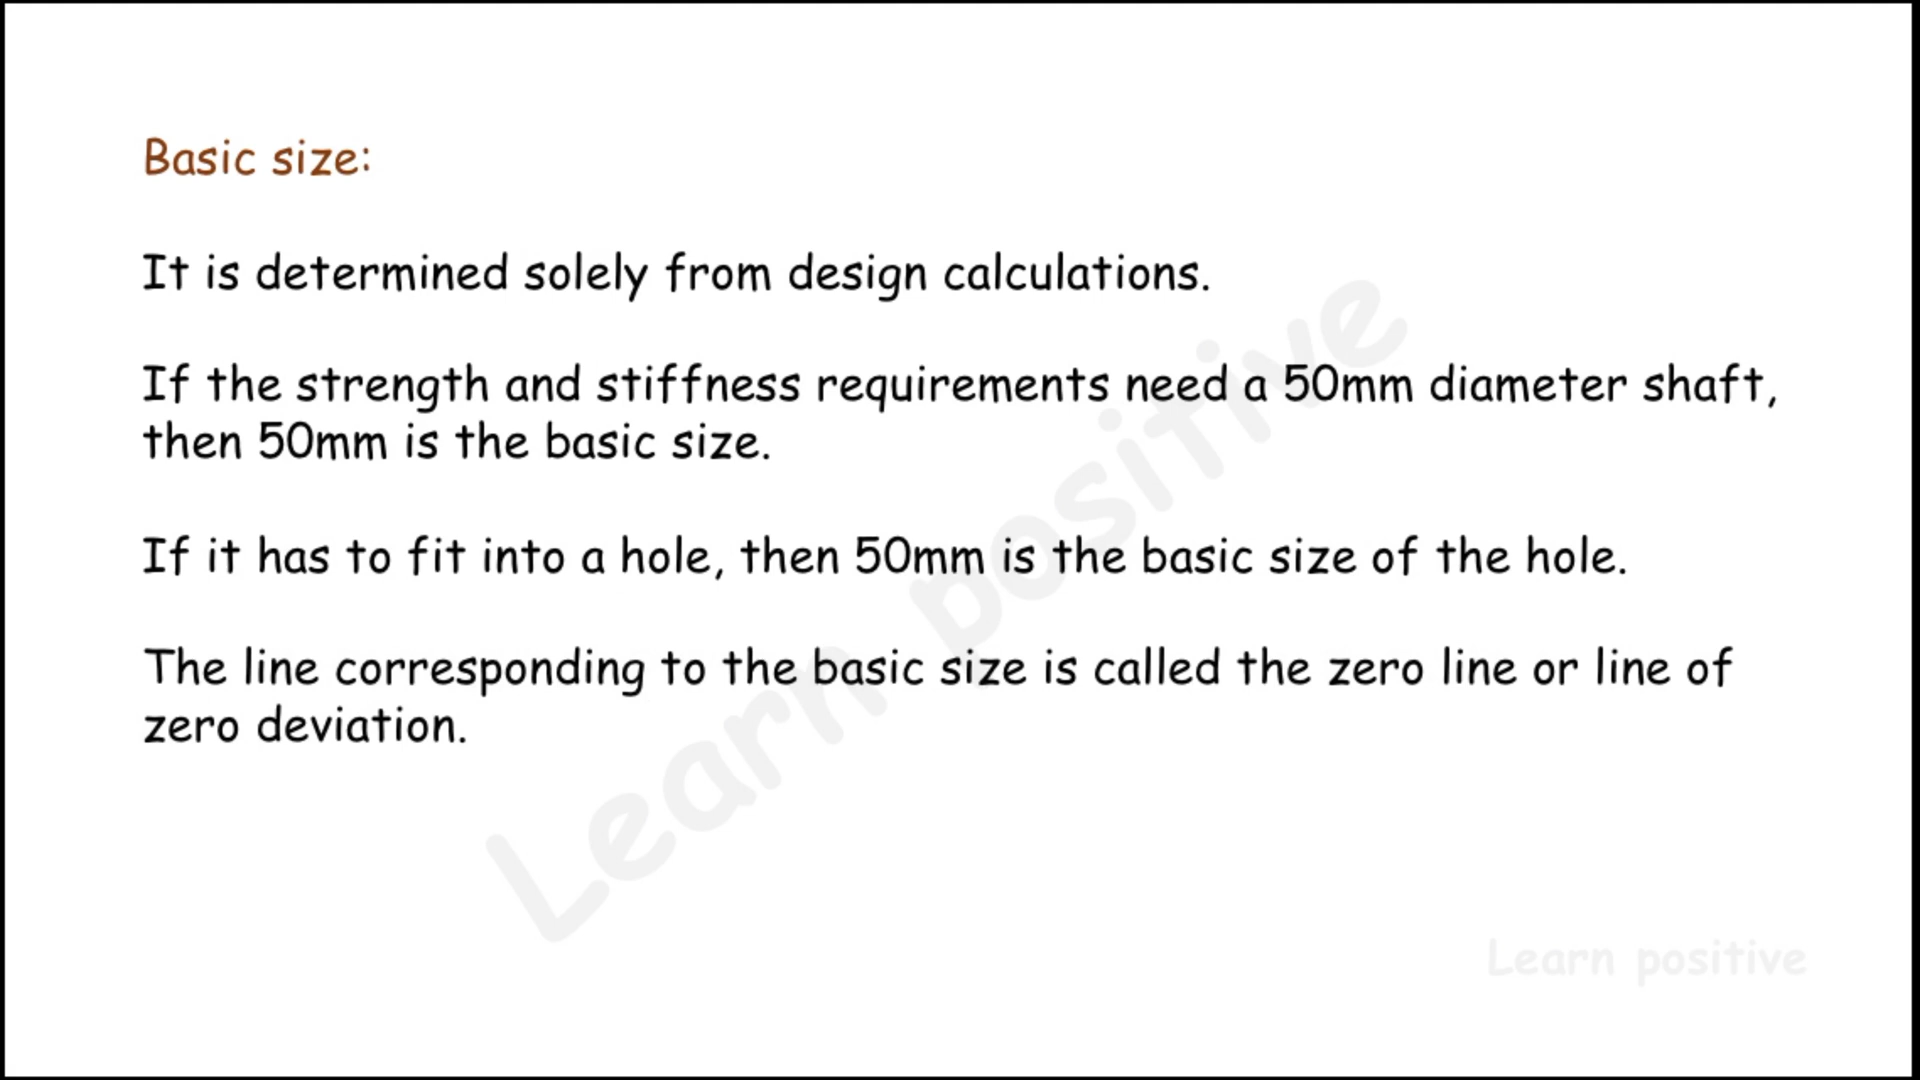 Basic size:
It is determined solely from design calculations.
If the strength and stiffness requirements need a 50mm diameter shaft,
then 50mm is the basic size.
If it has to fit into a hole, then 50mm is the basic size of the hole.
The line corresponding to the basic size is called the zero line or line of
zero deviation.
Learn positive
Learn positive